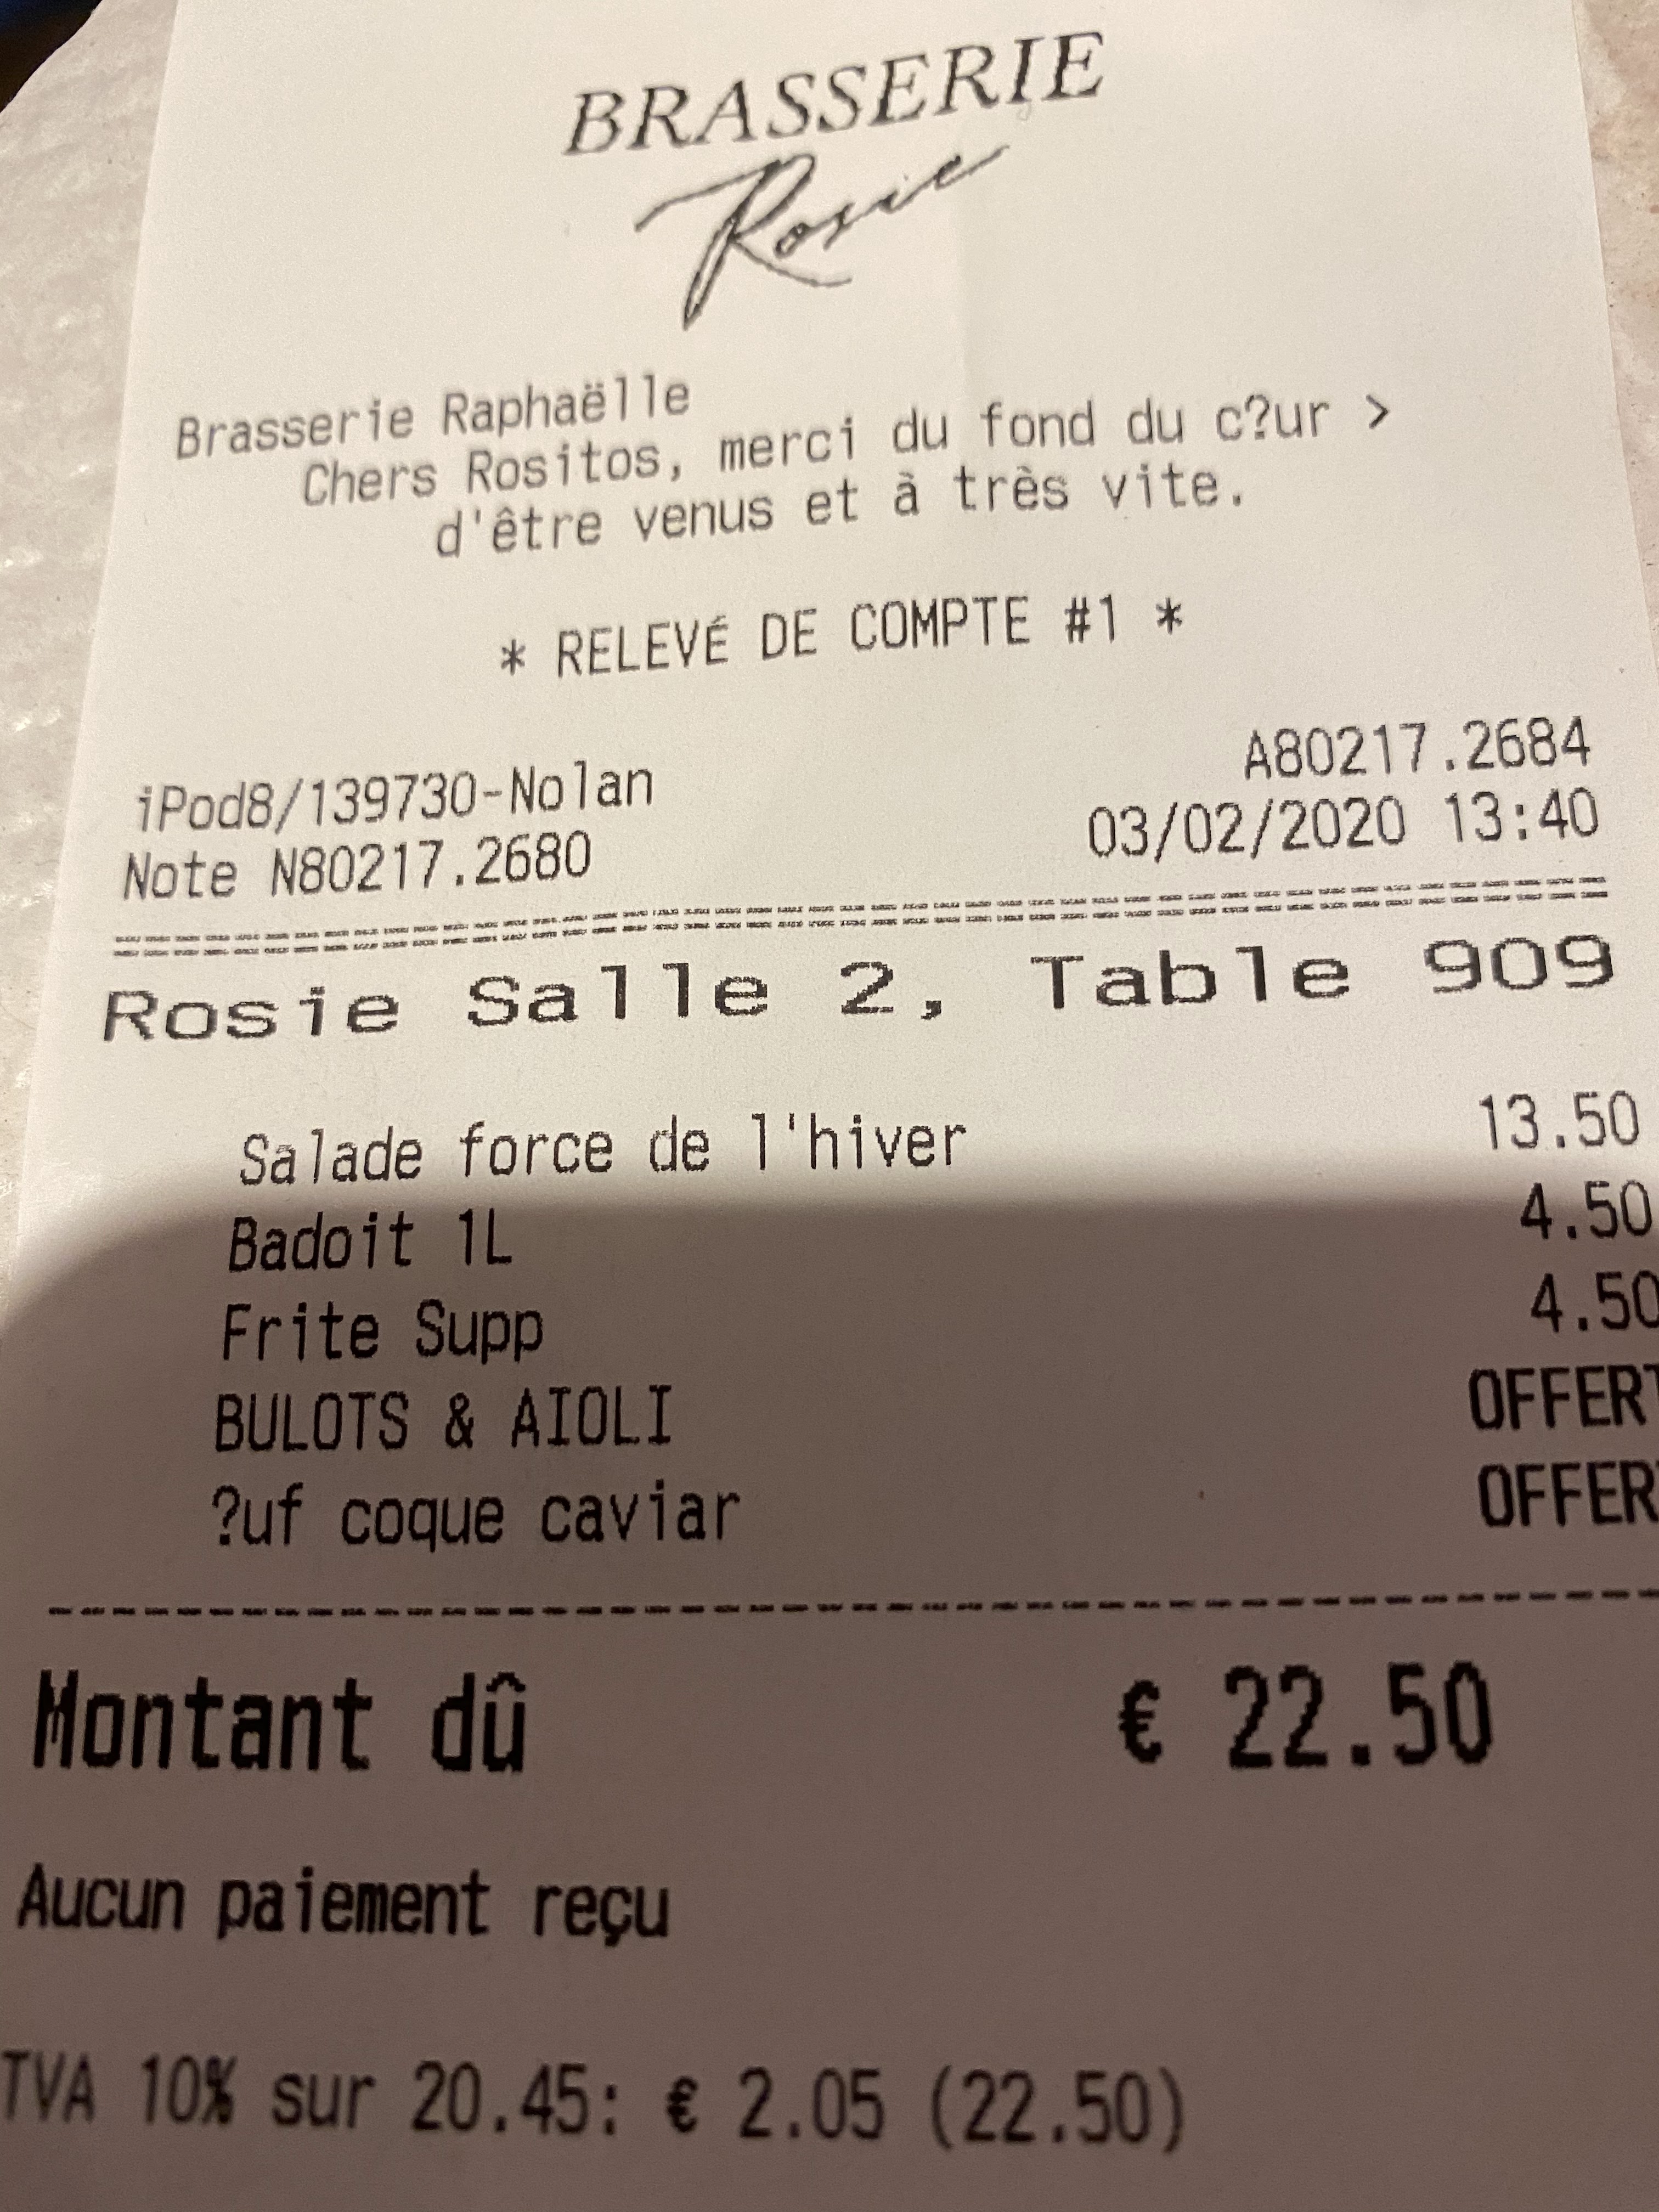 BRASSERIE
Rosie
Brasserie Raphaëlle
Chers Rositos, merci du fond du c?ur >
d'être venus et à très vite.
* RELEVÉ DE COMPTE #1 *
A80217.2684
iPod8/139730-Nolan 03/02/2020 13:40
Note N80217.2680
Rosie Salle 2, Table 909
Salade force de l'hiver 13.50
Badoit 1L 4.50
Frite Supp 4.50
BULOTS & AIOLI OFFERT
?uf coque caviar OFFERT
Montant dû € 22.50
Aucun paiement reçu
TVA 10% sur 20.45: € 2.05 (22.50)